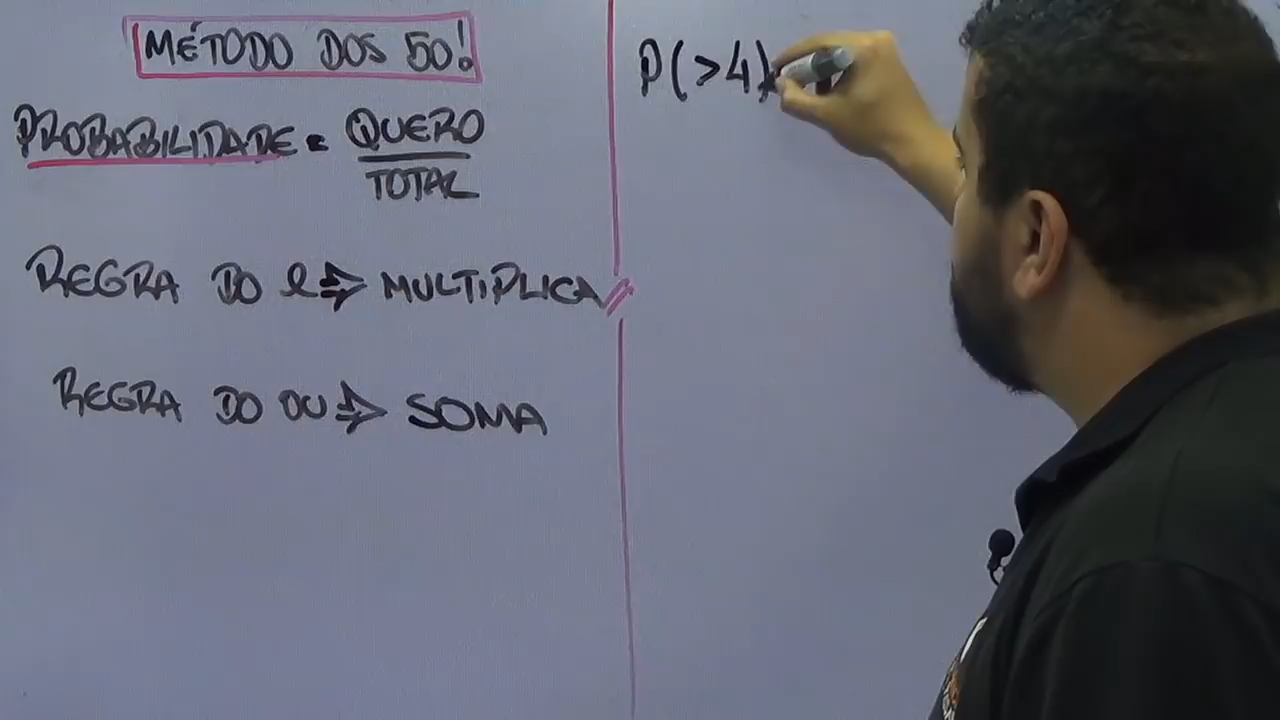 MÉTODO DOS 50!
PROBABILIDADE = QUERO
TOTAL
REGRA DO E ⇒ MULTIPLICA //
REGRA DO OU ⇒ SOMA
P(>4)